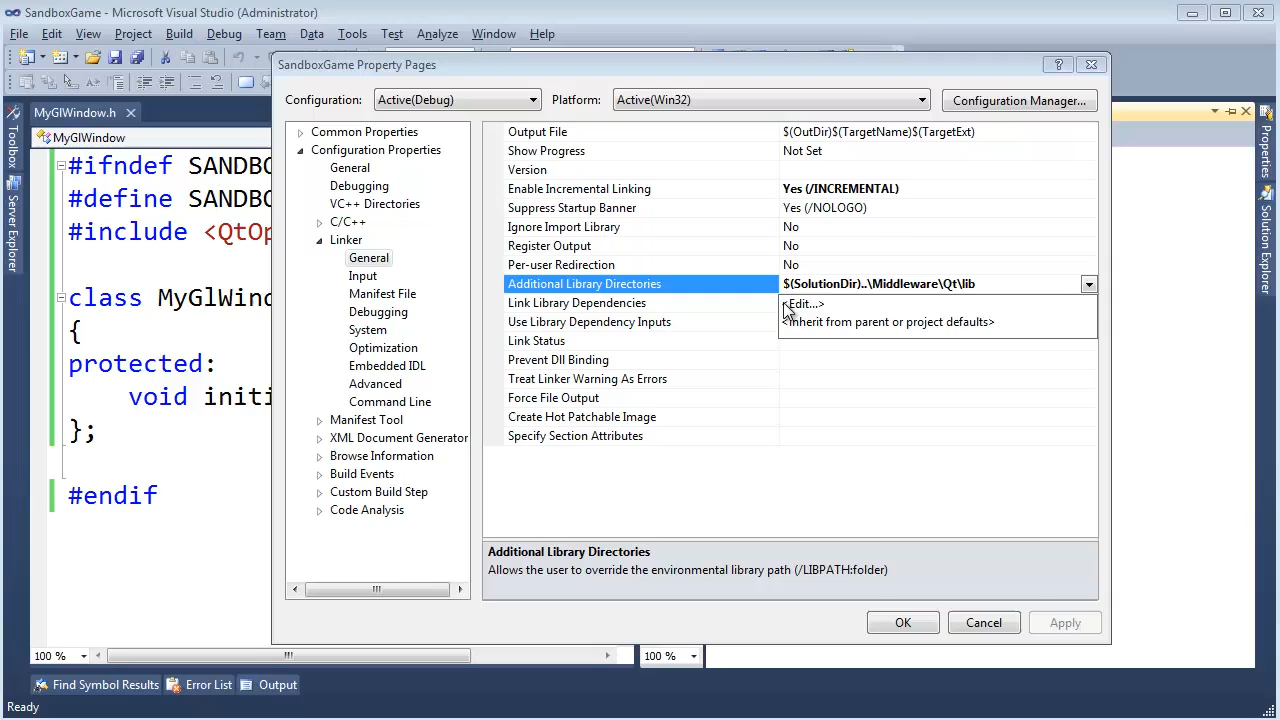 SandboxGame - Microsoft Visual Studio (Administrator)
File Edit View Project Build Debug Team Data Tools Test Analyze Window Help
SandboxGame Property Pages
Configuration: Active(Debug) Platform: Active(Win32) Configuration Manager...
MyGlWindow.h
MyGlWindow
Toolbox
Server Explorer
Properties
Solution Explorer
#ifndef SANDBO
#define SANDBO
#include <QtOp
class MyGlWind
{
protected:
void initi
};
#endif
Common Properties
Configuration Properties
General
Debugging
VC++ Directories
C/C++
Linker
General
Input
Manifest File
Debugging
System
Optimization
Embedded IDL
Advanced
Command Line
Manifest Tool
XML Document Generator
Browse Information
Build Events
Custom Build Step
Code Analysis
Output File $(OutDir)$(TargetName)$(TargetExt)
Show Progress Not Set
Version
Enable Incremental Linking Yes (/INCREMENTAL)
Suppress Startup Banner Yes (/NOLOGO)
Ignore Import Library No
Register Output No
Per-user Redirection No
Additional Library Directories $(SolutionDir)..\Middleware\Qt\lib
Link Library Dependencies <Edit...>
Use Library Dependency Inputs <inherit from parent or project defaults>
Link Status
Prevent Dll Binding
Treat Linker Warning As Errors
Force File Output
Create Hot Patchable Image
Specify Section Attributes
Additional Library Directories
Allows the user to override the environmental library path (/LIBPATH:folder)
OK Cancel Apply
100 % 100 %
Find Symbol Results Error List Output
Ready